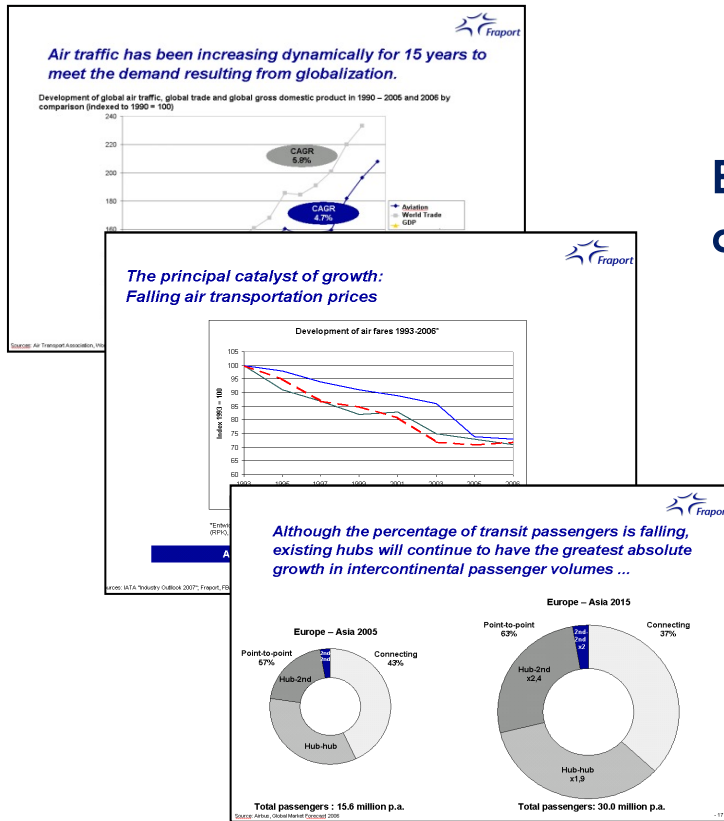 Fraport
Air traffic has been increasing dynamically for 15 years to
meet the demand resulting from globalization.
Development of global air traffic, global trade and global gross domestic product in 1990 – 2005 and 2006 by
comparison (indexed to 1990 = 100)
240
220
200
180
160
CAGR
5.8%
CAGR
4.7%
Aviation
World Trade
GDP
Sources: Air Transport Association,
Fraport
The principal catalyst of growth:
Falling air transportation prices
Development of air fares 1993-2006*
Index 1993 = 100
105
100
95
90
85
80
75
70
65
60
1993 1995 1997 1999 2001 2003 2005 2006
(RPK),
A
IATA "Industry Outlook 2007"; Fraport,
Frapor
Although the percentage of transit passengers is falling,
existing hubs will continue to have the greatest absolute
growth in intercontinental passenger volumes ...
Europe – Asia 2005
Point-to-point
57%
Connecting
43%
2nd-
2nd
Hub-2nd
Hub-hub
Total passengers : 15.6 million p.a.
Europe – Asia 2015
Point-to-point
63%
Connecting
37%
2nd-
2nd
x2
Hub-2nd
x2,4
Hub-hub
x1,9
Total passengers: 30.0 million p.a.
Source: Airbus, Global Market Forecast 2006
- 17